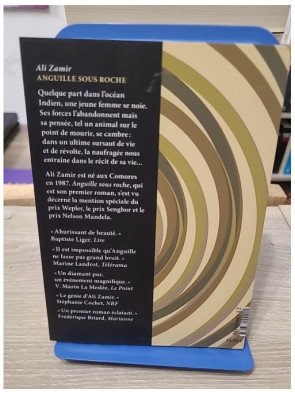 Ali Zamir
ANGUILLE SOUS ROCHE
Quelque part dans l'océan
Indien, une jeune femme se noie.
Ses forces l'abandonnent mais
sa pensée, tel un animal sur le
point de mourir, se cambre :
dans un ultime sursaut de vie
et de révolte, la naufragée nous
entraine dans le récit de sa vie...
Ali Zamir est né aux Comores
en 1987. Anguille sous roche, qui
est son premier roman, s'est vu
décerné la mention spéciale du
prix Wepler, le prix Senghor et le
prix Nelson Mandela.
« Ahurissant de beauté. »
Baptiste Liger, Lire
« Il est impossible qu'Anguille
ne fasse pas grand bruit. »
Marine Landrot, Télérama
« Un diamant pur,
un événement magnifique. »
V. Marin La Meslée, Le Point
« Le génie d'Ali Zamir. »
Stéphanie Cochet, NRF
« Un premier roman éclatant. »
Frédérique Briard, Marianne